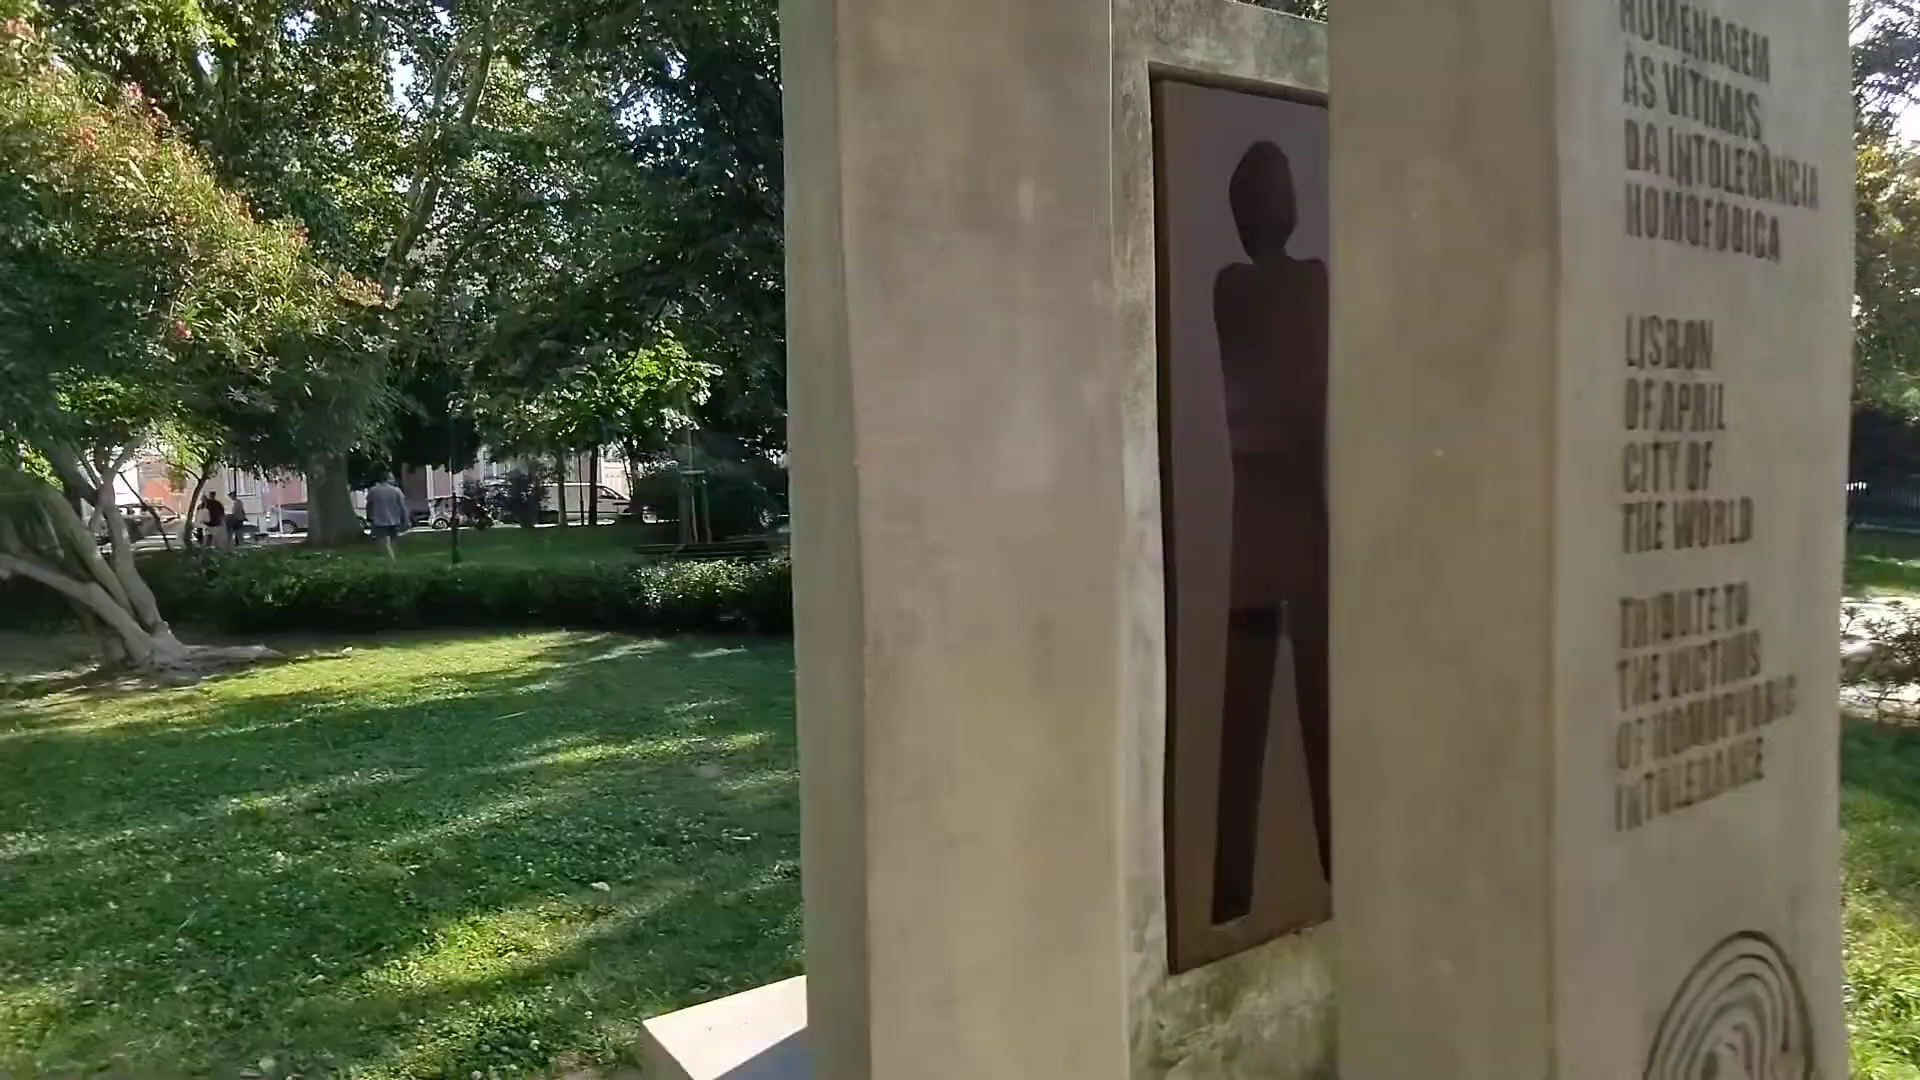 HOMENAGEM
ÀS VÍTIMAS
DA INTOLERÂNCIA
HOMOFÓBICA
LISBON
OF APRIL
CITY OF
THE WORLD
TRIBUTE TO
THE VICTIMS
OF HOMOPHOBIC
INTOLERANCE